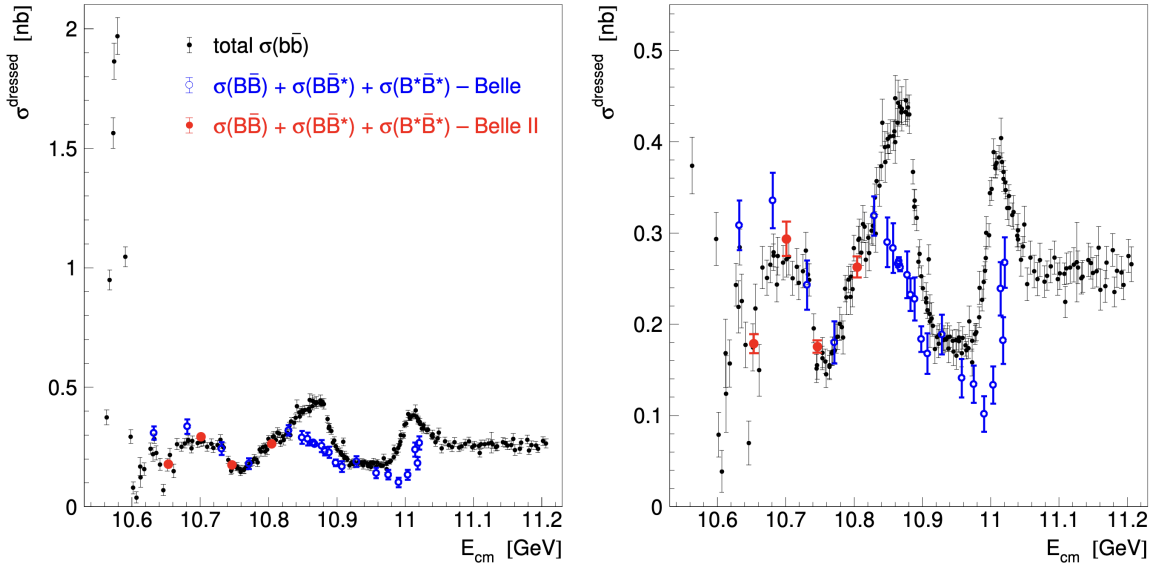 σ^dressed [nb]
2
1.5
1
0.5
0
total σ(bb̄)
σ(BB̄) + σ(BB̄*) + σ(B*B̄*) – Belle
σ(BB̄) + σ(BB̄*) + σ(B*B̄*) – Belle II
10.6 10.7 10.8 10.9 11 11.1 11.2
E_cm [GeV]
σ^dressed [nb]
0.5
0.4
0.3
0.2
0.1
0
10.6 10.7 10.8 10.9 11 11.1 11.2
E_cm [GeV]